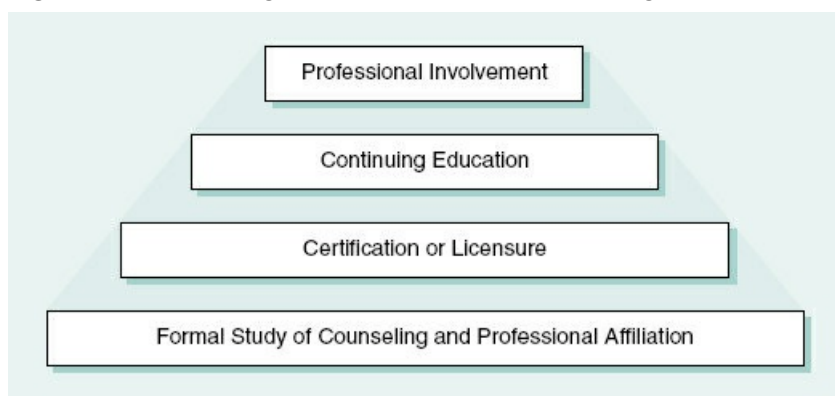 Professional Involvement
Continuing Education
Certification or Licensure
Formal Study of Counseling and Professional Affiliation